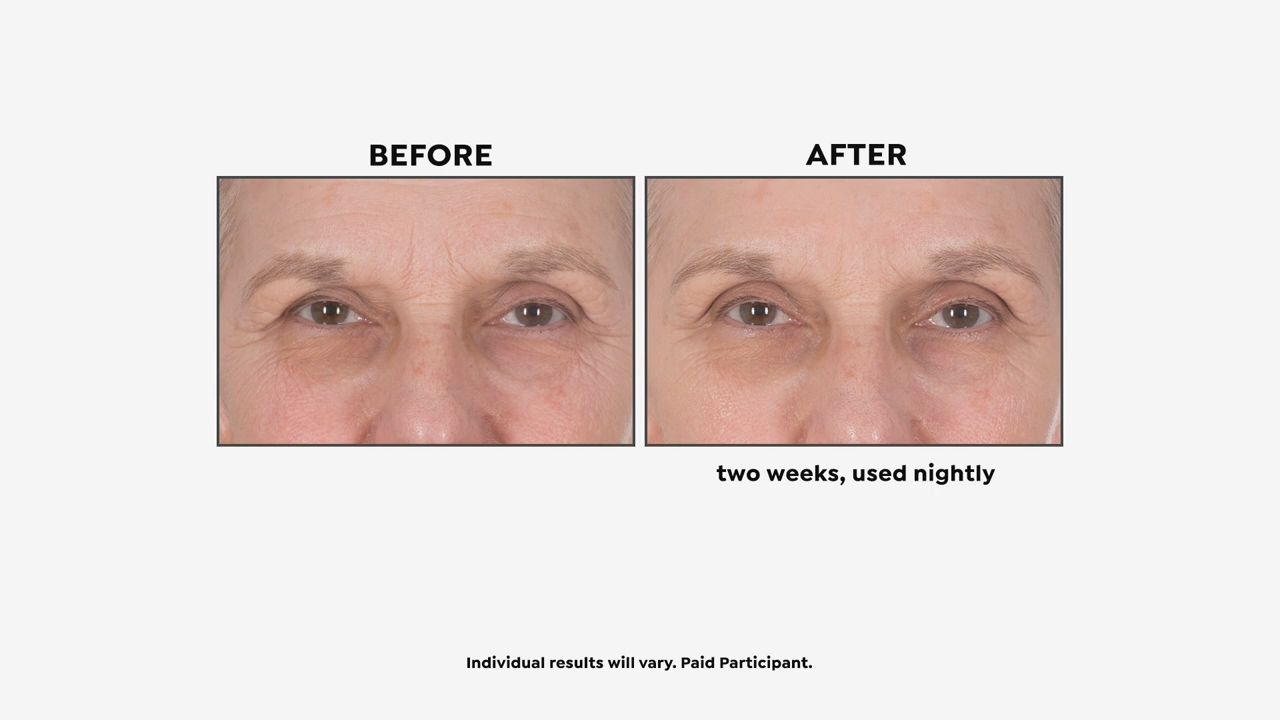 BEFORE
AFTER
two weeks, used nightly
Individual results will vary. Paid Participant.